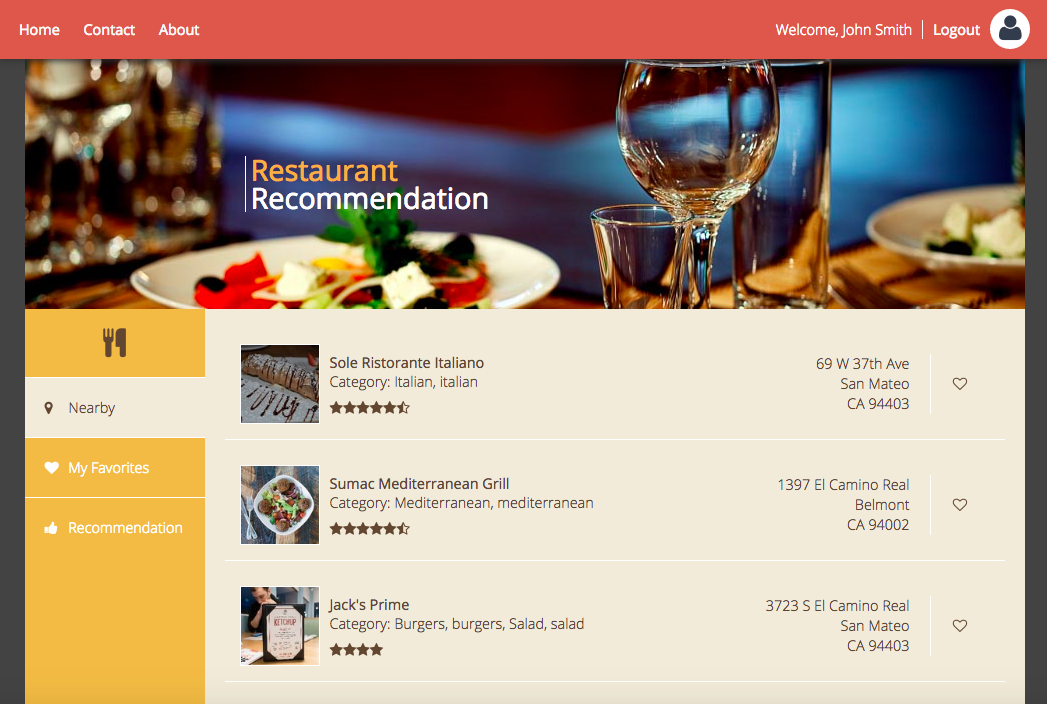 Home Contact About Welcome, John Smith Logout
Restaurant
Recommendation
Nearby
My Favorites
Recommendation
Sole Ristorante Italiano
Category: Italian, italian
69 W 37th Ave
San Mateo
CA 94403
Sumac Mediterranean Grill
Category: Mediterranean, mediterranean
1397 El Camino Real
Belmont
CA 94002
KETCHUP
Jack's Prime
Category: Burgers, burgers, Salad, salad
3723 S El Camino Real
San Mateo
CA 94403